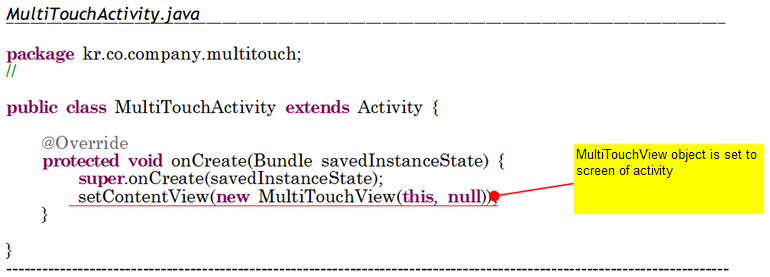 MultiTouchActivity.java
package kr.co.company.multitouch;
//
public class MultiTouchActivity extends Activity {
@Override
protected void onCreate(Bundle savedInstanceState) {
super.onCreate(savedInstanceState);
setContentView(new MultiTouchView(this, null));
}
}
MultiTouchView object is set to
screen of activity